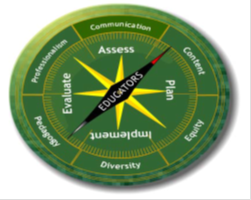 Communication
Content
Equity
Diversity
Pedagogy
Professionalism
Assess
Plan
Implement
Evaluate
EDUCATORS